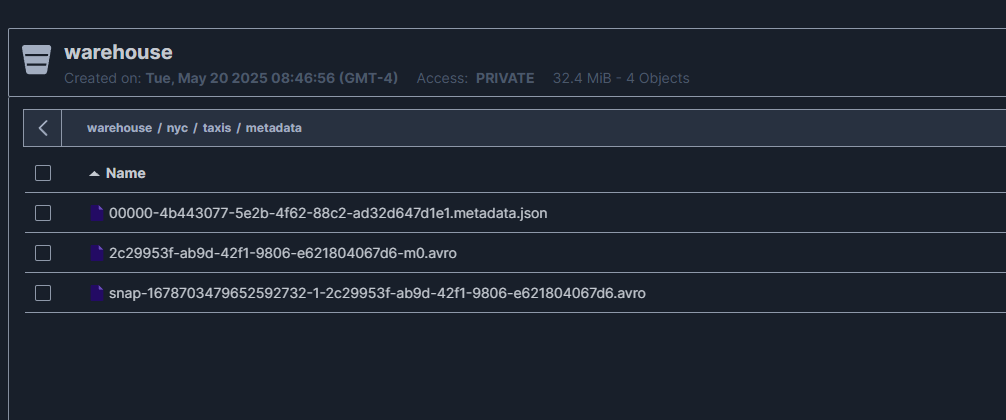 warehouse
Created on: Tue, May 20 2025 08:46:56 (GMT-4) Access: PRIVATE 32.4 MiB - 4 Objects
warehouse / nyc / taxis / metadata
Name
00000-4b443077-5e2b-4f62-88c2-ad32d647d1e1.metadata.json
2c29953f-ab9d-42f1-9806-e621804067d6-m0.avro
snap-1678703479652592732-1-2c29953f-ab9d-42f1-9806-e621804067d6.avro